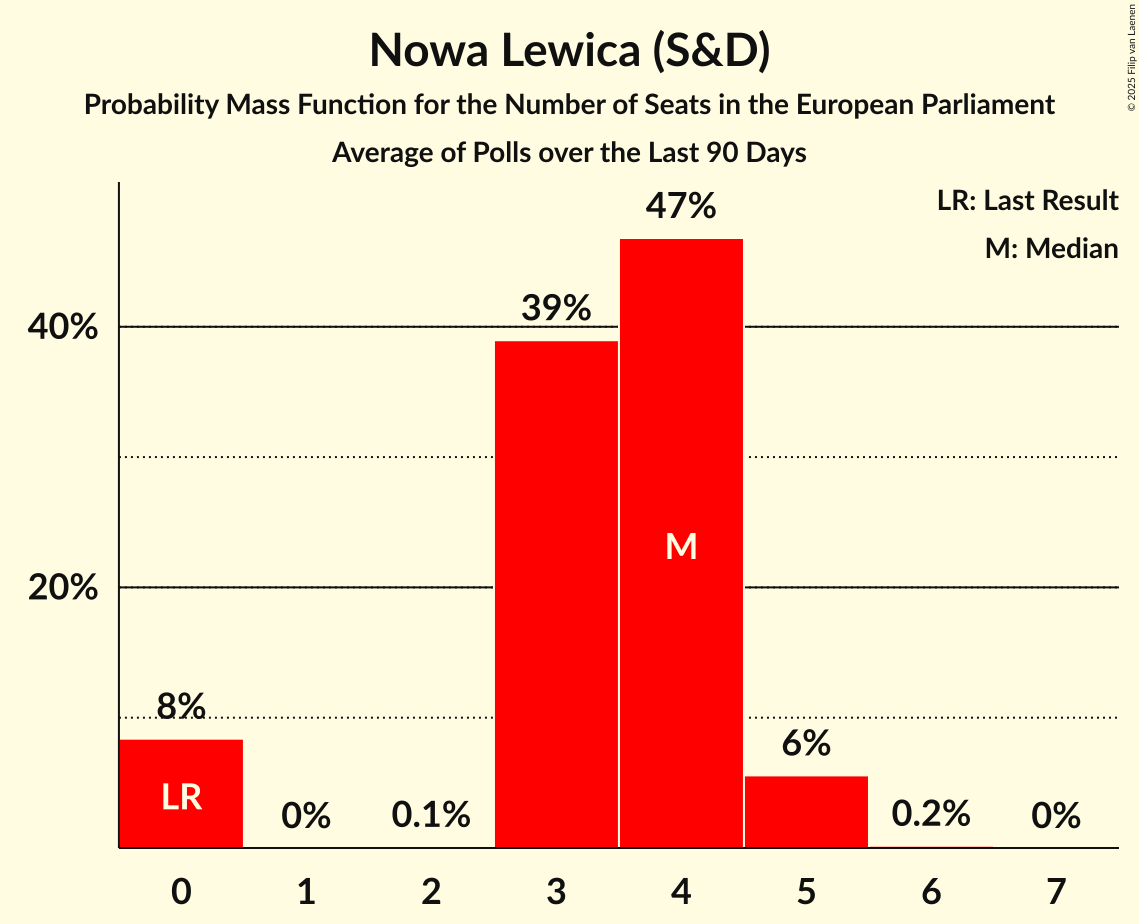 Nowa Lewica (S&D)
Probability Mass Function for the Number of Seats in the European Parliament
Average of Polls over the Last 90 Days
© 2025 Filip van Laenen
LR: Last Result
M: Median
47%
39%
40%
M
20%
8%
6%
LR
0%
0.1%
0.2%
0%
0 1 2 3 4 5 6 7